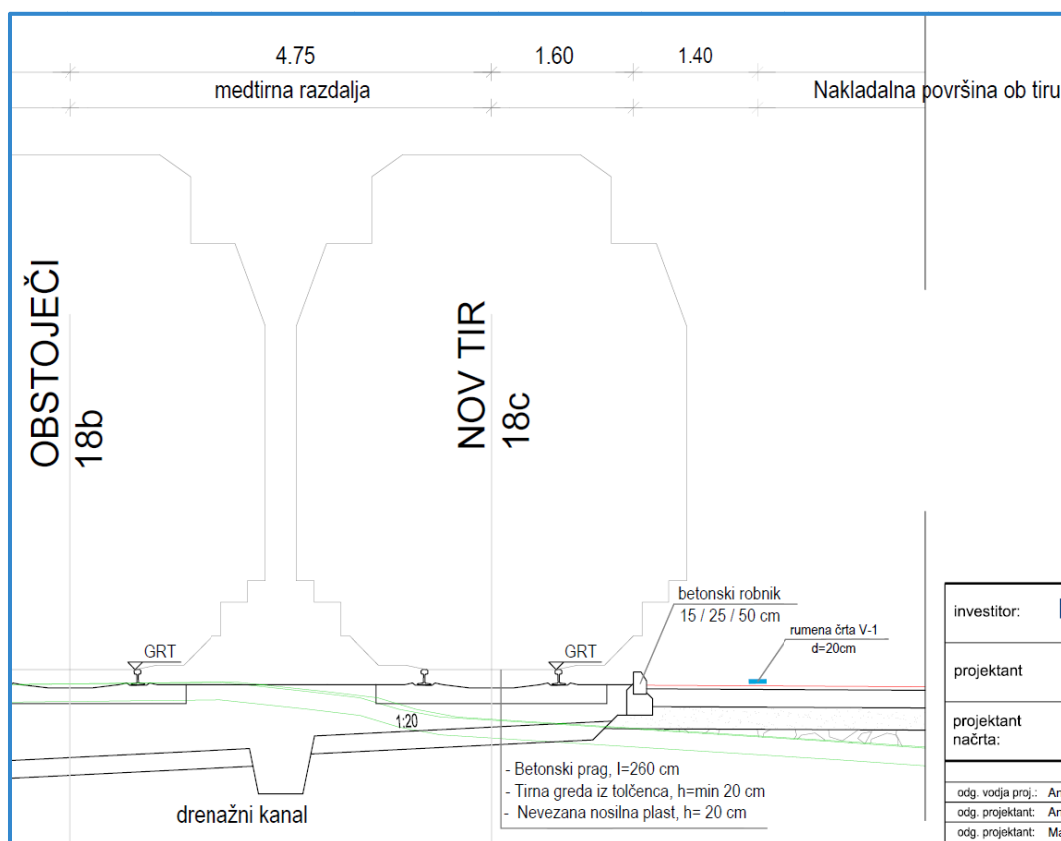 4.75
1.60
1.40
medtirna razdalja
Nakladalna površina ob tiru
OBSTOJEČI
18b
NOV TIR
18c
betonski robnik
15 / 25 / 50 cm
rumena črta V-1
d=20cm
GRT
GRT
1:20
- Betonski prag, l=260 cm
- Tirna greda iz tolčenca, h=min 20 cm
- Nevezana nosilna plast, h= 20 cm
drenažni kanal
investitor:
projektant
projektant
načrta:
odg. vodja proj.: An
odg. projektant: An
odg. projektant: Ma